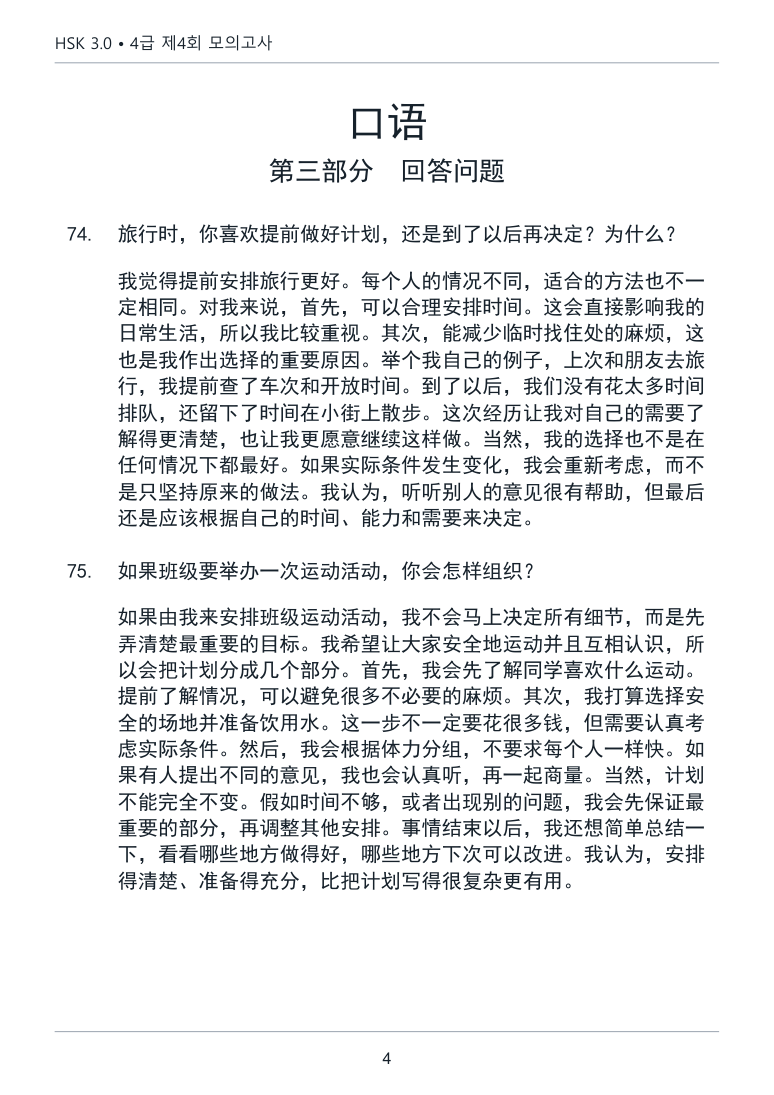 HSK 3.0 • 4급 제4회 모의고사
口语
第三部分　回答问题
74. 旅行时，你喜欢提前做好计划，还是到了以后再决定？为什么？
我觉得提前安排旅行更好。每个人的情况不同，适合的方法也不一
定相同。对我来说，首先，可以合理安排时间。这会直接影响我的
日常生活，所以我比较重视。其次，能减少临时找住处的麻烦，这
也是我作出选择的重要原因。举个我自己的例子，上次和朋友去旅
行，我提前查了车次和开放时间。到了以后，我们没有花太多时间
排队，还留下了时间在小街上散步。这次经历让我对自己的需要了
解得更清楚，也让我更愿意继续这样做。当然，我的选择也不是在
任何情况下都最好。如果实际条件发生变化，我会重新考虑，而不
是只坚持原来的做法。我认为，听听别人的意见很有帮助，但最后
还是应该根据自己的时间、能力和需要来决定。
75. 如果班级要举办一次运动活动，你会怎样组织？
如果由我来安排班级运动活动，我不会马上决定所有细节，而是先
弄清楚最重要的目标。我希望让大家安全地运动并且互相认识，所
以会把计划分成几个部分。首先，我会先了解同学喜欢什么运动。
提前了解情况，可以避免很多不必要的麻烦。其次，我打算选择安
全的场地并准备饮用水。这一步不一定要花很多钱，但需要认真考
虑实际条件。然后，我会根据体力分组，不要求每个人一样快。如
果有人提出不同的意见，我也会认真听，再一起商量。当然，计划
不能完全不变。假如时间不够，或者出现别的问题，我会先保证最
重要的部分，再调整其他安排。事情结束以后，我还想简单总结一
下，看看哪些地方做得好，哪些地方下次可以改进。我认为，安排
得清楚、准备得充分，比把计划写得很复杂更有用。
4